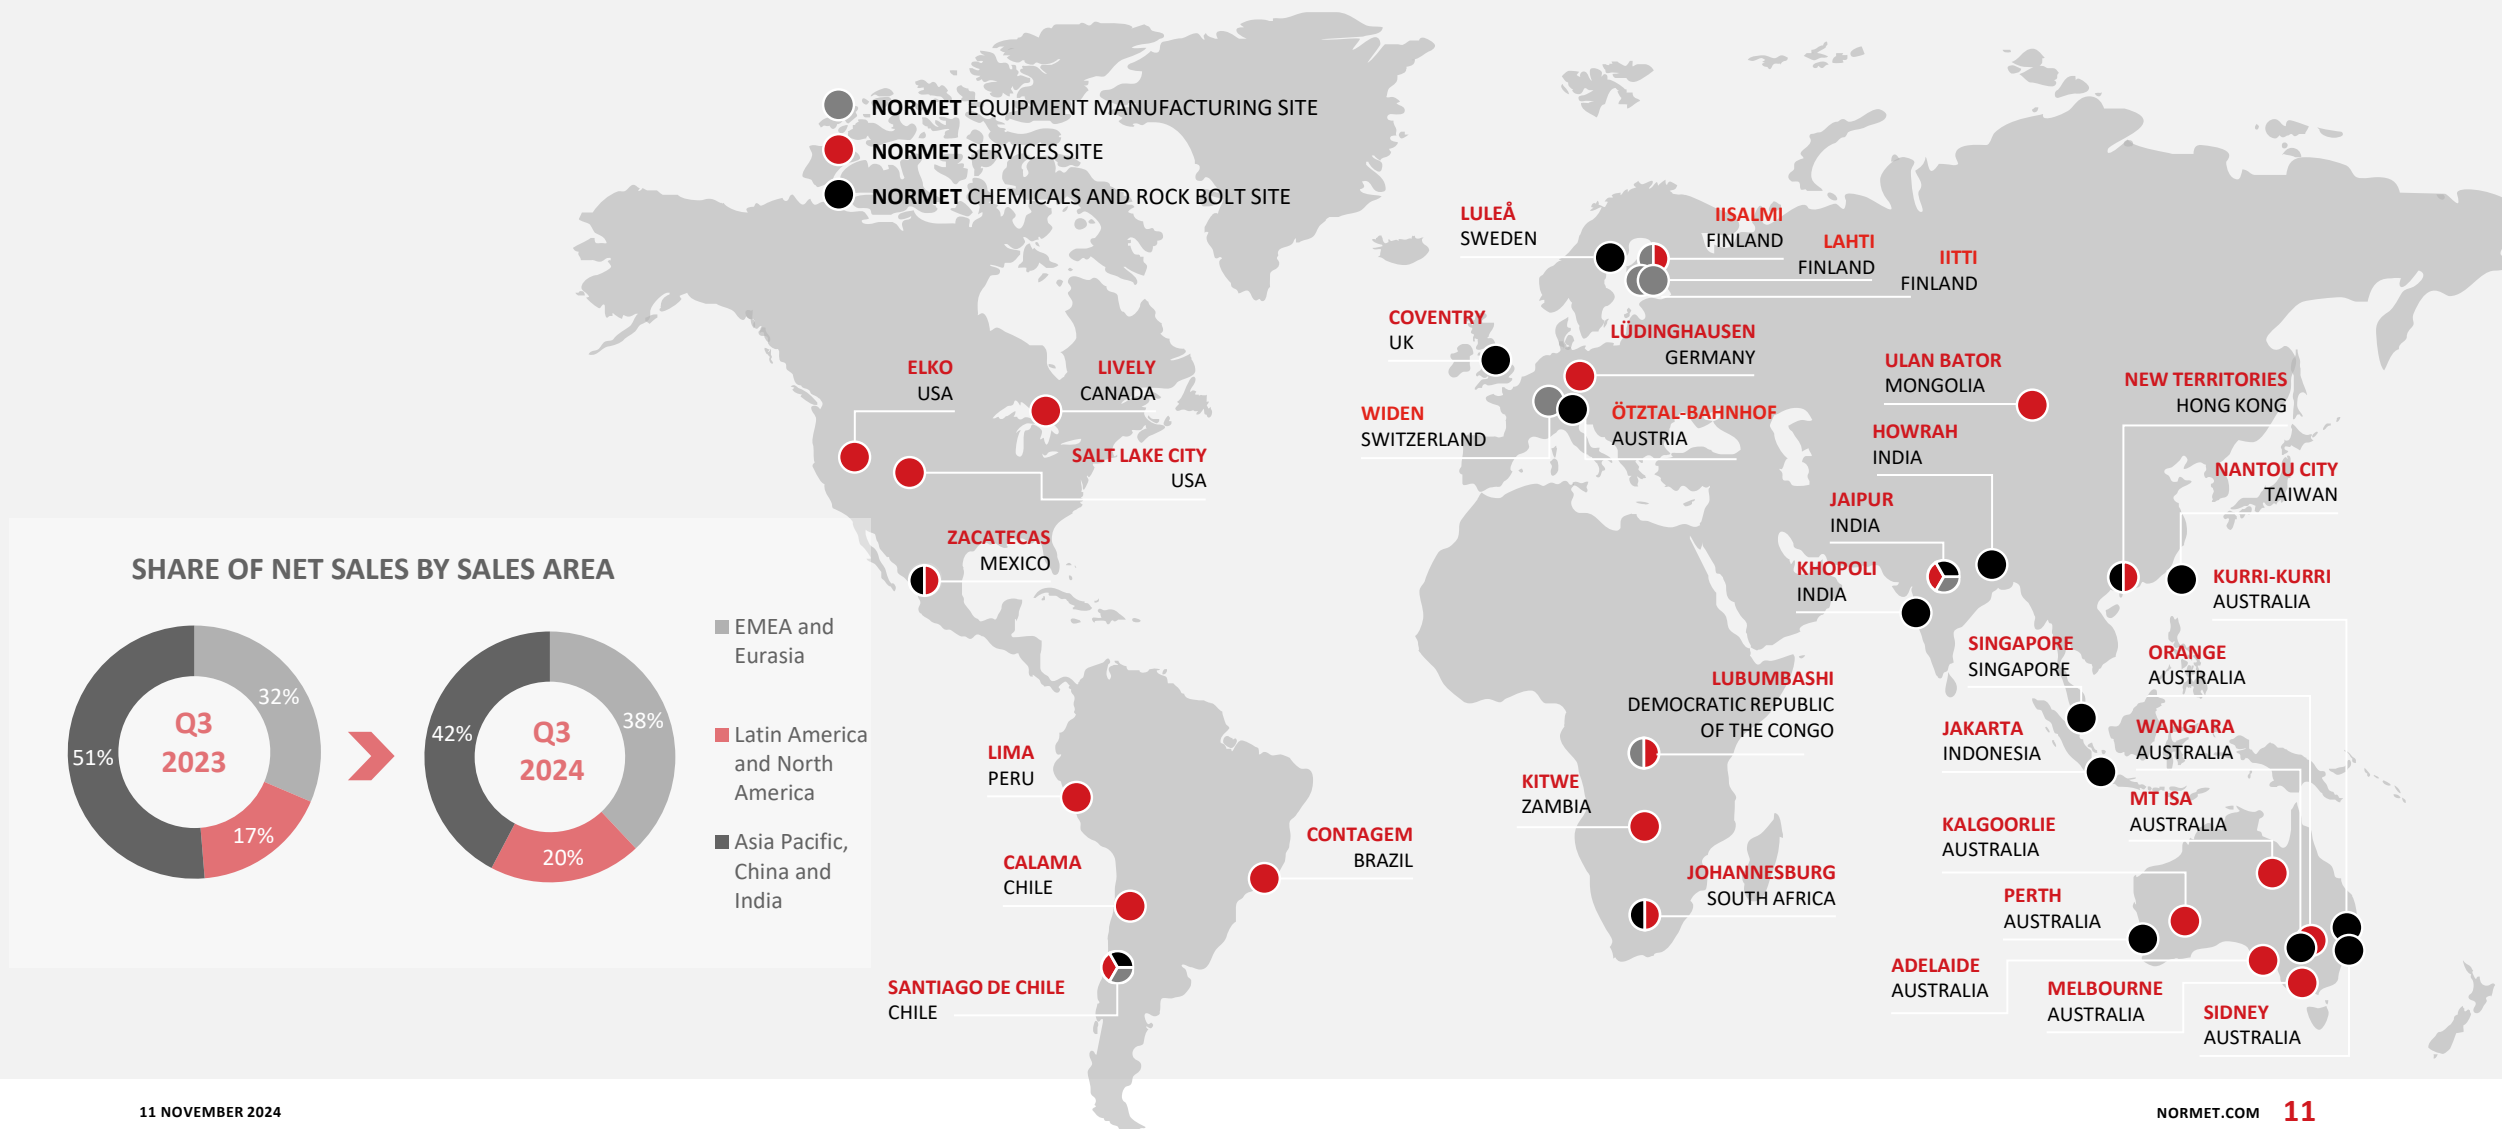 NORMET EQUIPMENT MANUFACTURING SITE
NORMET SERVICES SITE
NORMET CHEMICALS AND ROCK BOLT SITE
LULEÅ
SWEDEN
IISALMI
FINLAND
LAHTI
FINLAND
IITTI
FINLAND
COVENTRY
UK
LÜDINGHAUSEN
GERMANY
WIDEN
SWITZERLAND
ÖTZTAL-BAHNHOF
AUSTRIA
ULAN BATOR
MONGOLIA
NEW TERRITORIES
HONG KONG
HOWRAH
INDIA
NANTOU CITY
TAIWAN
JAIPUR
INDIA
KHOPOLI
INDIA
KURRI-KURRI
AUSTRALIA
SINGAPORE
SINGAPORE
ORANGE
AUSTRALIA
JAKARTA
INDONESIA
WANGARA
AUSTRALIA
MT ISA
AUSTRALIA
KALGOORLIE
AUSTRALIA
PERTH
AUSTRALIA
ADELAIDE
AUSTRALIA
MELBOURNE
AUSTRALIA
SIDNEY
AUSTRALIA
ELKO
USA
LIVELY
CANADA
SALT LAKE CITY
USA
ZACATECAS
MEXICO
LIMA
PERU
CALAMA
CHILE
CONTAGEM
BRAZIL
SANTIAGO DE CHILE
CHILE
LUBUMBASHI
DEMOCRATIC REPUBLIC
OF THE CONGO
KITWE
ZAMBIA
JOHANNESBURG
SOUTH AFRICA
SHARE OF NET SALES BY SALES AREA
32%
17%
51%
Q3
2023
38%
20%
42%
Q3
2024
EMEA and
Eurasia
Latin America
and North
America
Asia Pacific,
China and
India
11 NOVEMBER 2024
NORMET.COM 11